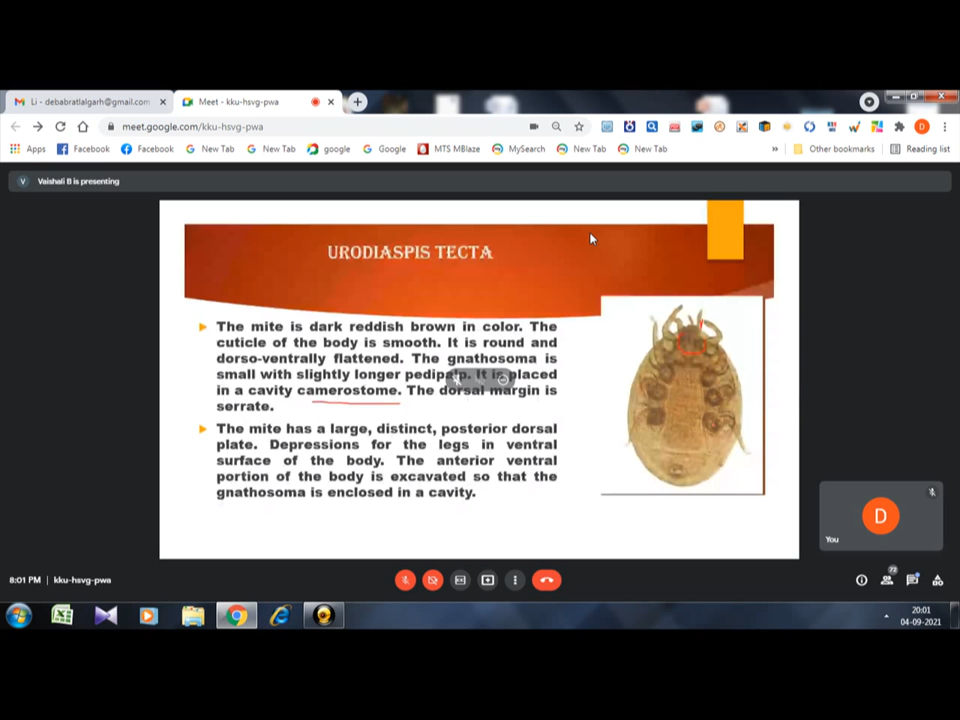 Li - debabratlalgarh@gmail.com
Meet - kku-hsvg-pwa
meet.google.com/kku-hsvg-pwa
Apps Facebook Facebook New Tab New Tab google Google MTS MBlaze MySearch New Tab New Tab » Other bookmarks Reading list
V Vaishali B is presenting
URODIASPIS TECTA
The mite is dark reddish brown in color. The
cuticle of the body is smooth. It is round and
dorso-ventrally flattened. The gnathosoma is
small with slightly longer pedipalp. It is placed
in a cavity camerostome. The dorsal margin is
serrate.
The mite has a large, distinct, posterior dorsal
plate. Depressions for the legs in ventral
surface of the body. The anterior ventral
portion of the body is excavated so that the
gnathosoma is enclosed in a cavity.
D
You
8:01 PM | kku-hsvg-pwa
72
20:01
04-09-2021